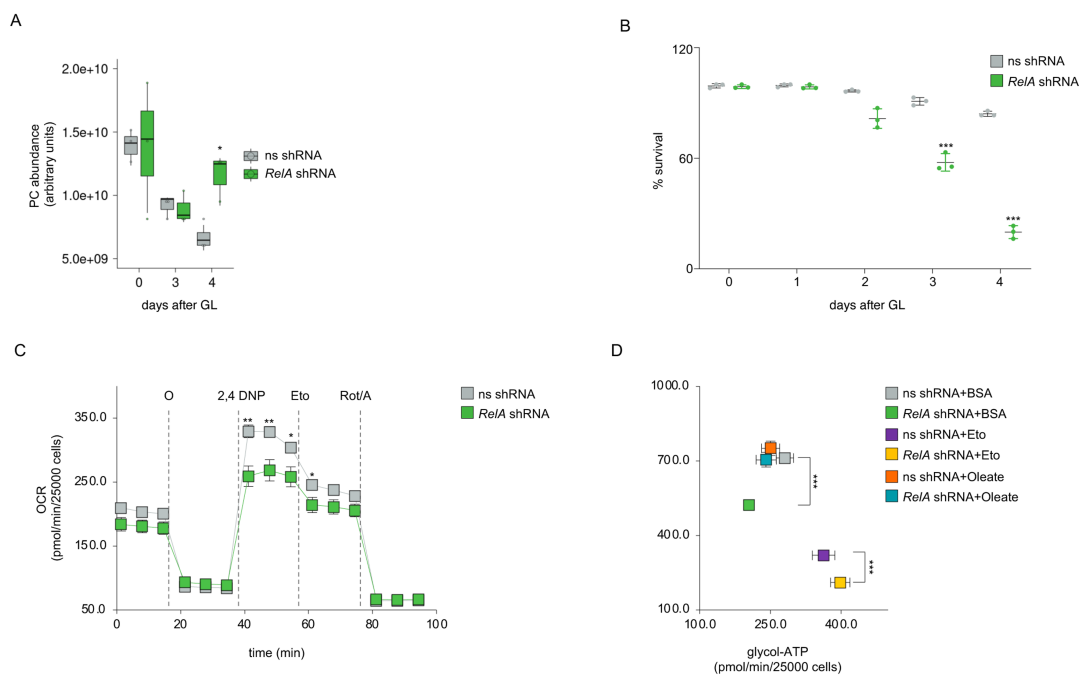 A
PC abundance
(arbitrary units)
2.0e+10
1.5e+10
1.0e+10
5.0e+09
*
0 3 4
days after GL
ns shRNA
RelA shRNA
B
% survival
120
60
0
***
***
0 1 2 3 4
days after GL
ns shRNA
RelA shRNA
C
O 2,4 DNP Eto Rot/A
OCR
(pmol/min/25000 cells)
350.0
250.0
150.0
50.0
** ** * *
0 20 40 60 80 100
time (min)
ns shRNA
RelA shRNA
D
1000.0
700.0
400.0
100.0
***
***
100.0 250.0 400.0
glycol-ATP
(pmol/min/25000 cells)
ns shRNA+BSA
RelA shRNA+BSA
ns shRNA+Eto
RelA shRNA+Eto
ns shRNA+Oleate
RelA shRNA+Oleate